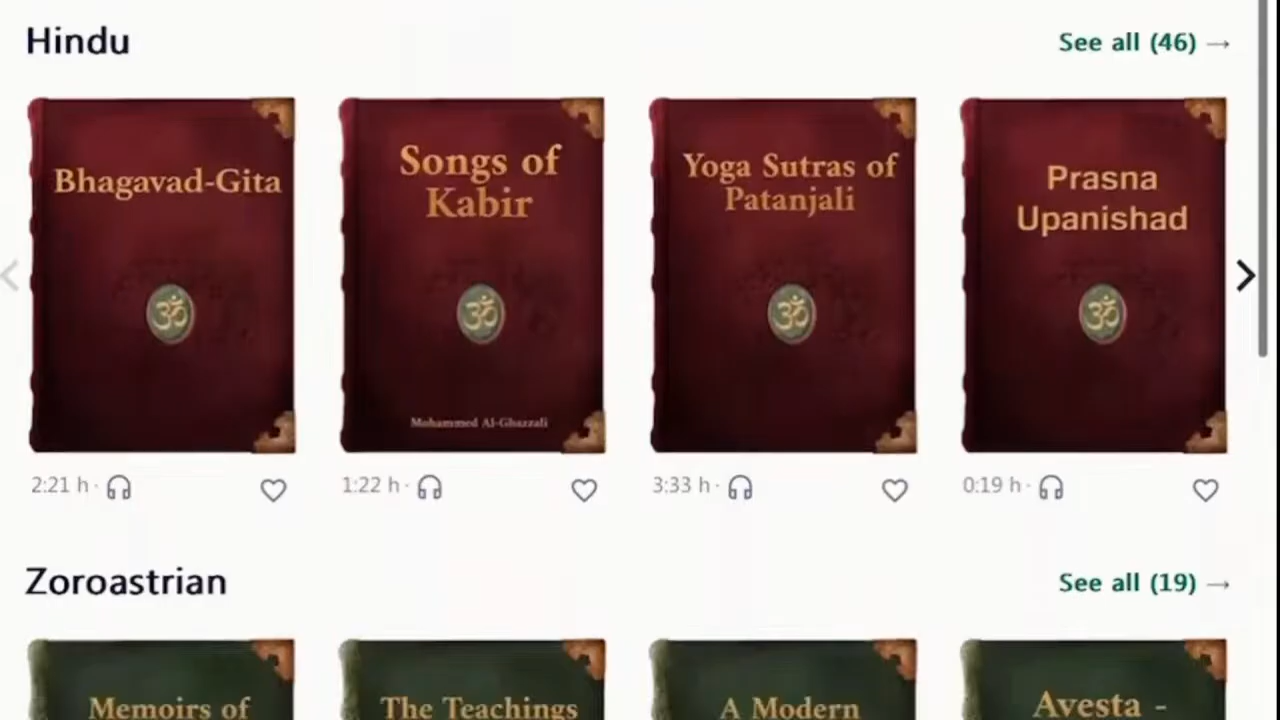 Hindu
See all (46) →
Bhagavad-Gita
Songs of
Kabir
Mohammed Al-Ghazzali
Yoga Sutras of
Patanjali
Prasna
Upanishad
ॐ
ॐ
ॐ
ॐ
2:21 h ·
1:22 h ·
3:33 h ·
0:19 h ·
Zoroastrian
See all (19) →
Memoirs of
The Teachings
A Modern
Avesta -